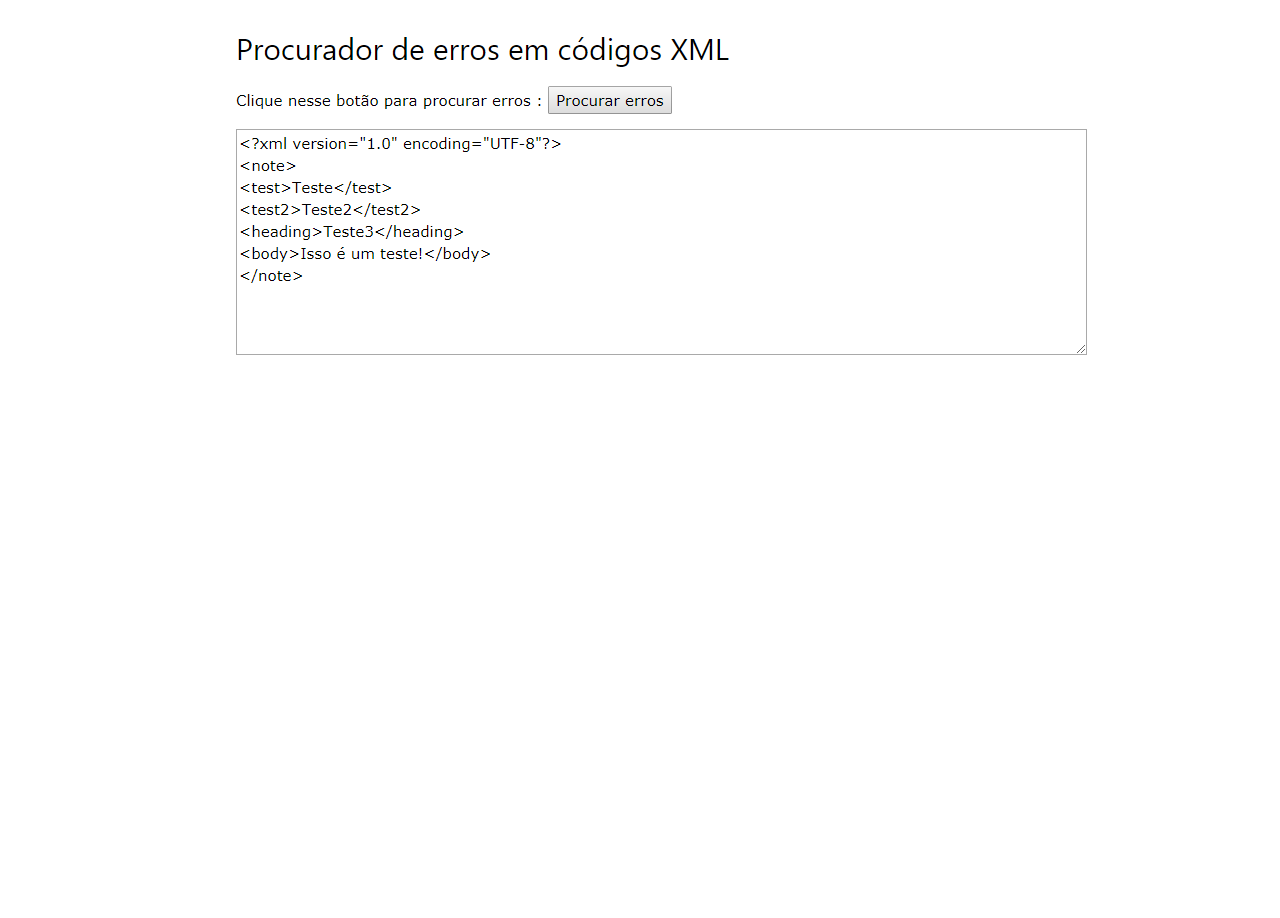 Procurador de erros em códigos XML
Clique nesse botão para procurar erros : Procurar erros
<?xml version="1.0" encoding="UTF-8"?>
<note>
<test>Teste</test>
<test2>Teste2</test2>
<heading>Teste3</heading>
<body>Isso é um teste!</body>
</note>